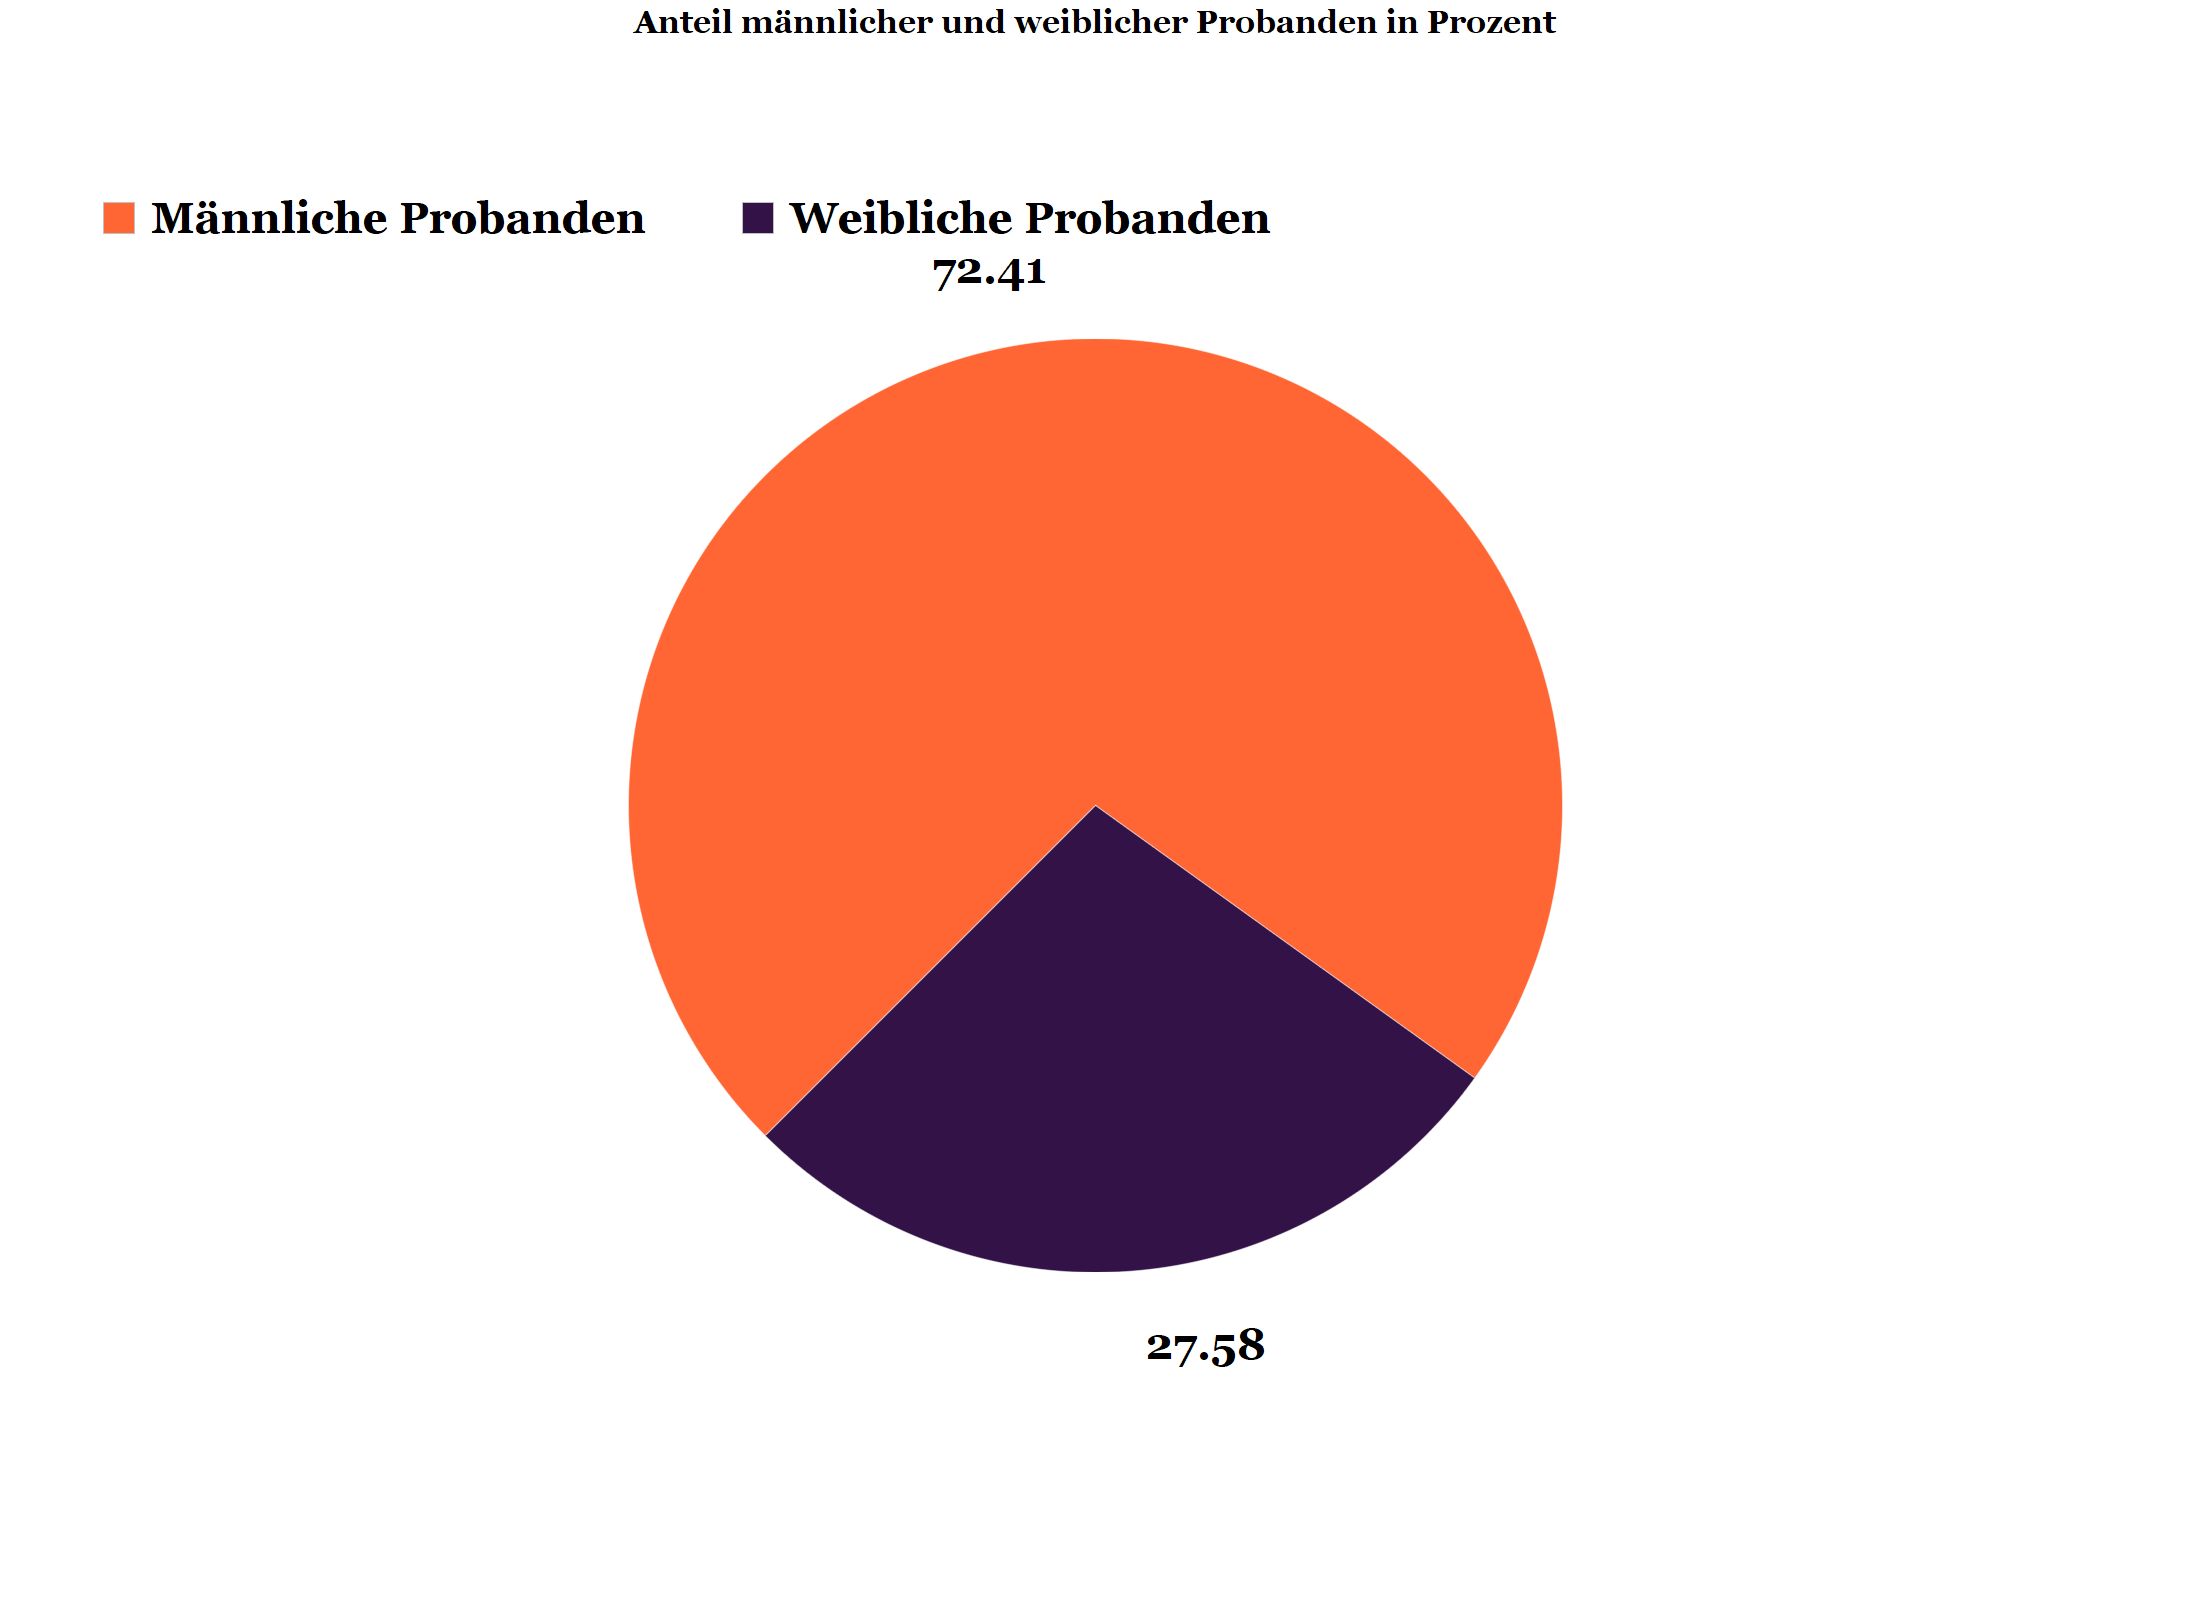 Anteil männlicher und weiblicher Probanden in Prozent
Männliche Probanden Weibliche Probanden
72.41
27.58